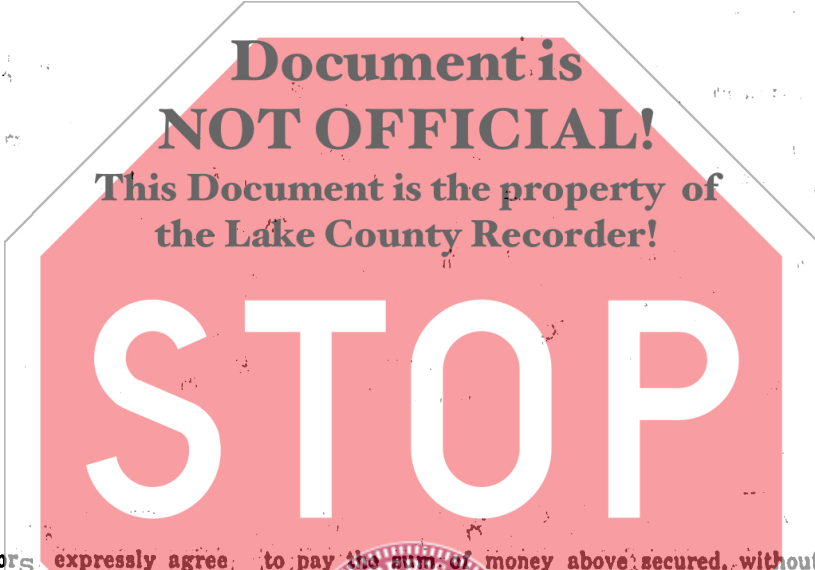 Document is
NOT OFFICIAL!
This Document is the property of
the Lake County Recorder!
STOP
expressly agree to pay the sum of money above secured, without